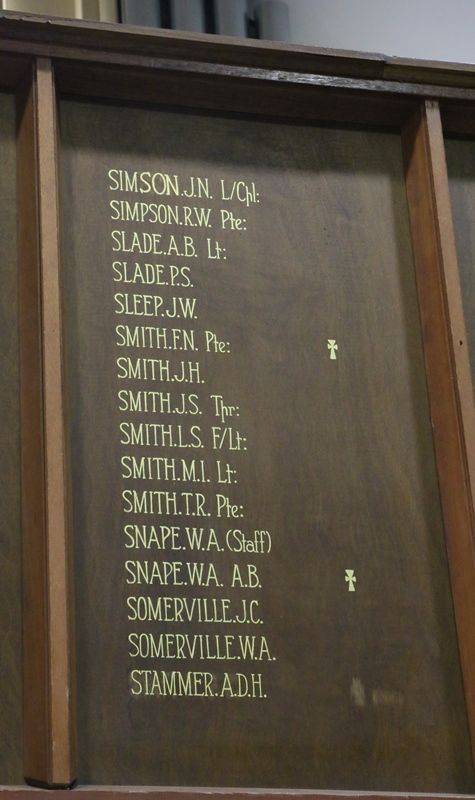 SIMSON.J.N. L/Cpl:
SIMPSON.R.W. Pte:
SLADE.A.B. Lt:
SLADE.P.S.
SLEEP.J.W.
SMITH.F.N. Pte:
SMITH.J.H.
SMITH.J.S. Tpr:
SMITH.L.S. F/Lt:
SMITH.M.I. Lt:
SMITH.T.R. Pte:
SNAPE.W.A.(Staff)
SNAPE.W.A. A.B.
SOMERVILLE.J.C.
SOMERVILLE.W.A.
STAMMER.A.D.H.